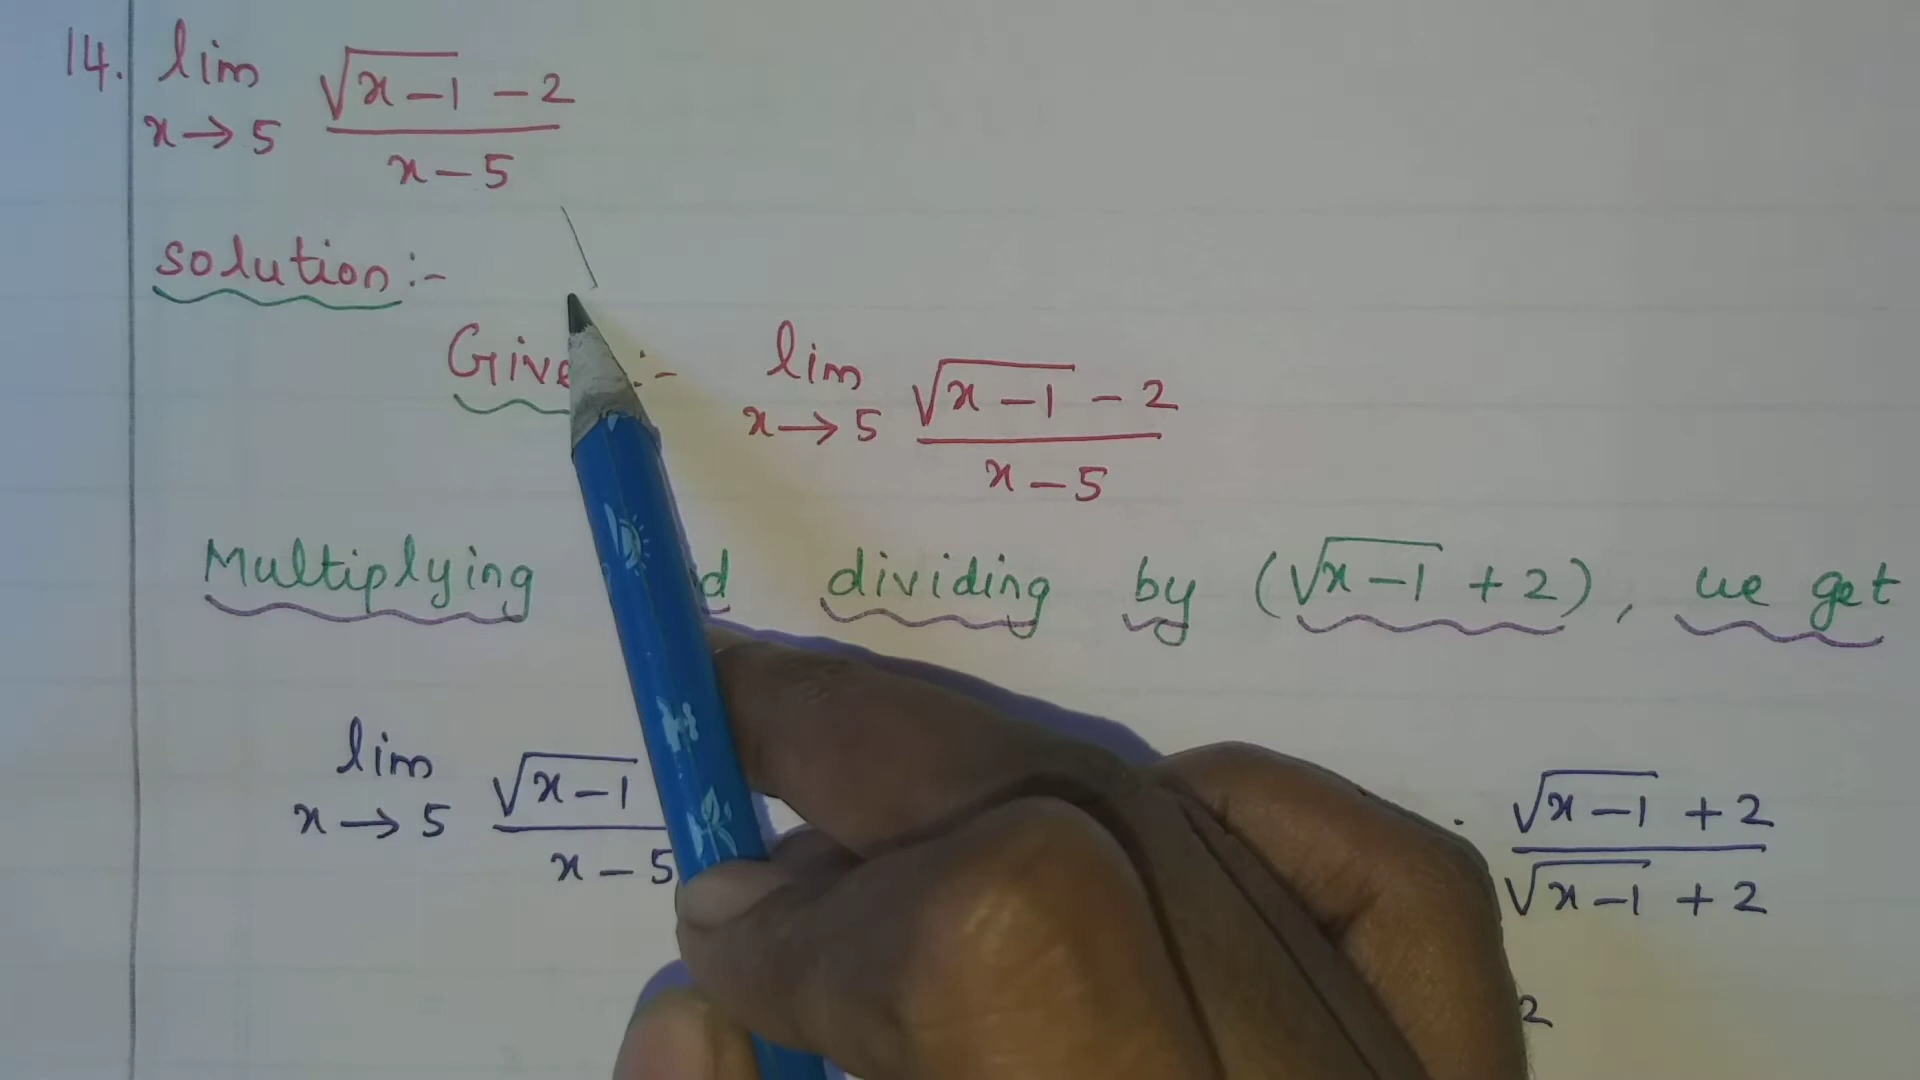 14. lim x→5 (√(x-1) - 2)/(x-5)
solution:-
:- lim x→5 (√(x-1) - 2)/(x-5)
Multiplying dividing by (√(x-1) + 2), we get
lim x→5 √(x-1) /(x-5) . (√(x-1) + 2)/(√(x-1) + 2)
2